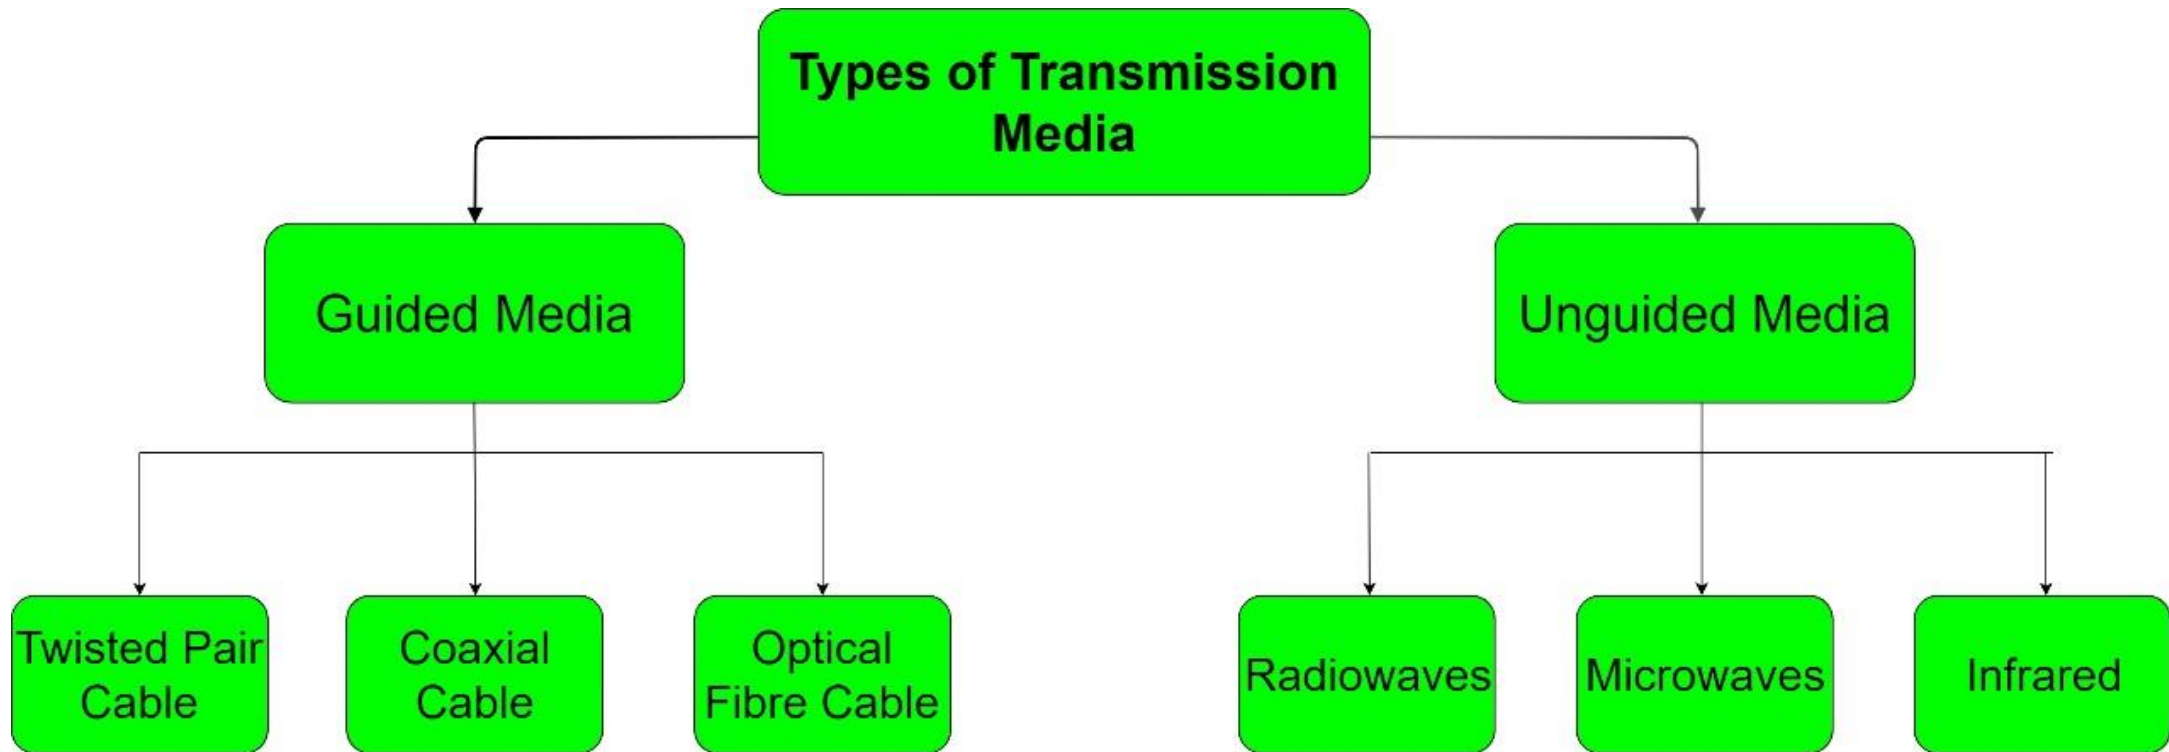 Types of Transmission
Media
Guided Media
Unguided Media
Twisted Pair
Cable
Coaxial
Cable
Optical
Fibre Cable
Radiowaves
Microwaves
Infrared